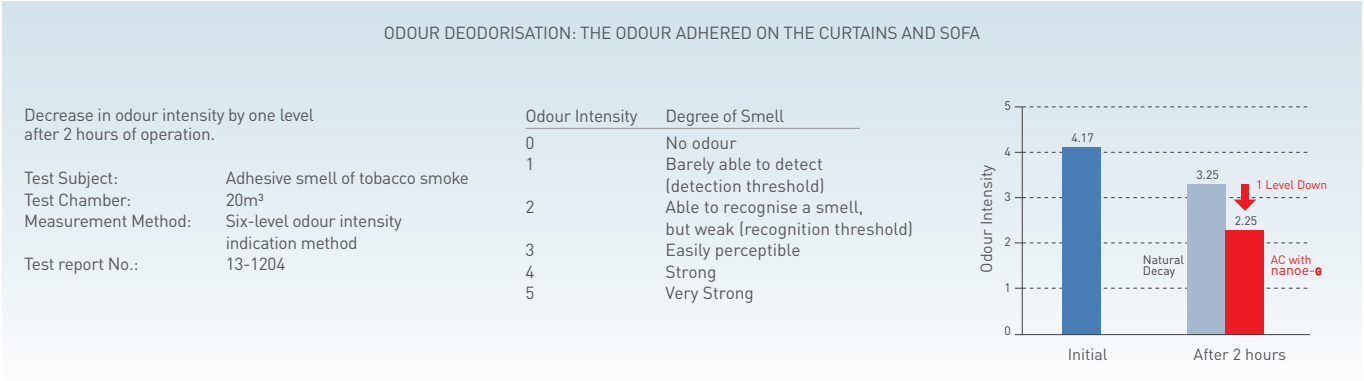 ODOUR DEODORISATION: THE ODOUR ADHERED ON THE CURTAINS AND SOFA
Decrease in odour intensity by one level
after 2 hours of operation.
Test Subject: Adhesive smell of tobacco smoke
Test Chamber: 20m³
Measurement Method: Six-level odour intensity
indication method
Test report No.: 13-1204
Odour Intensity Degree of Smell
0 No odour
1 Barely able to detect
(detection threshold)
2 Able to recognise a smell,
but weak (recognition threshold)
3 Easily perceptible
4 Strong
5 Very Strong
Odour Intensity
5
4
3
2
1
0
4.17
3.25
1 Level Down
2.25
Natural
Decay
AC with
nanoe-G
Initial
After 2 hours